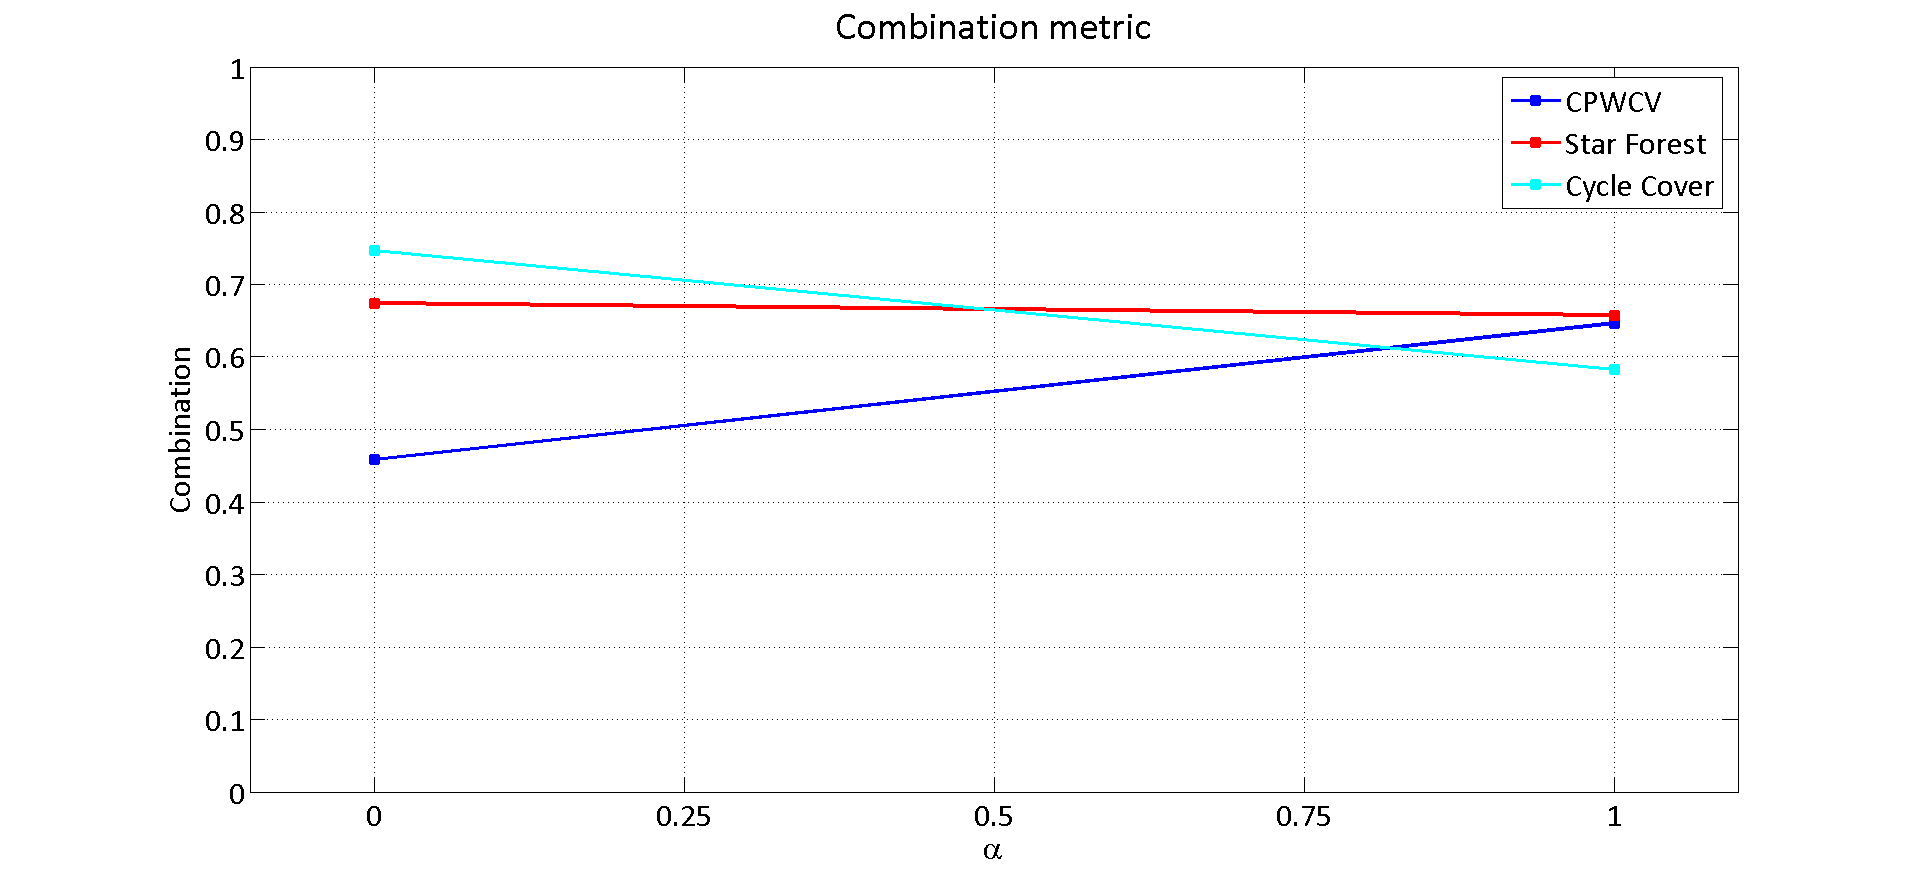 Combination metric
1
0.9
0.8
0.7
0.6
0.5
0.4
0.3
0.2
0.1
0
Combination
CPWCV
Star Forest
Cycle Cover
0 0.25 0.5 0.75 1
α